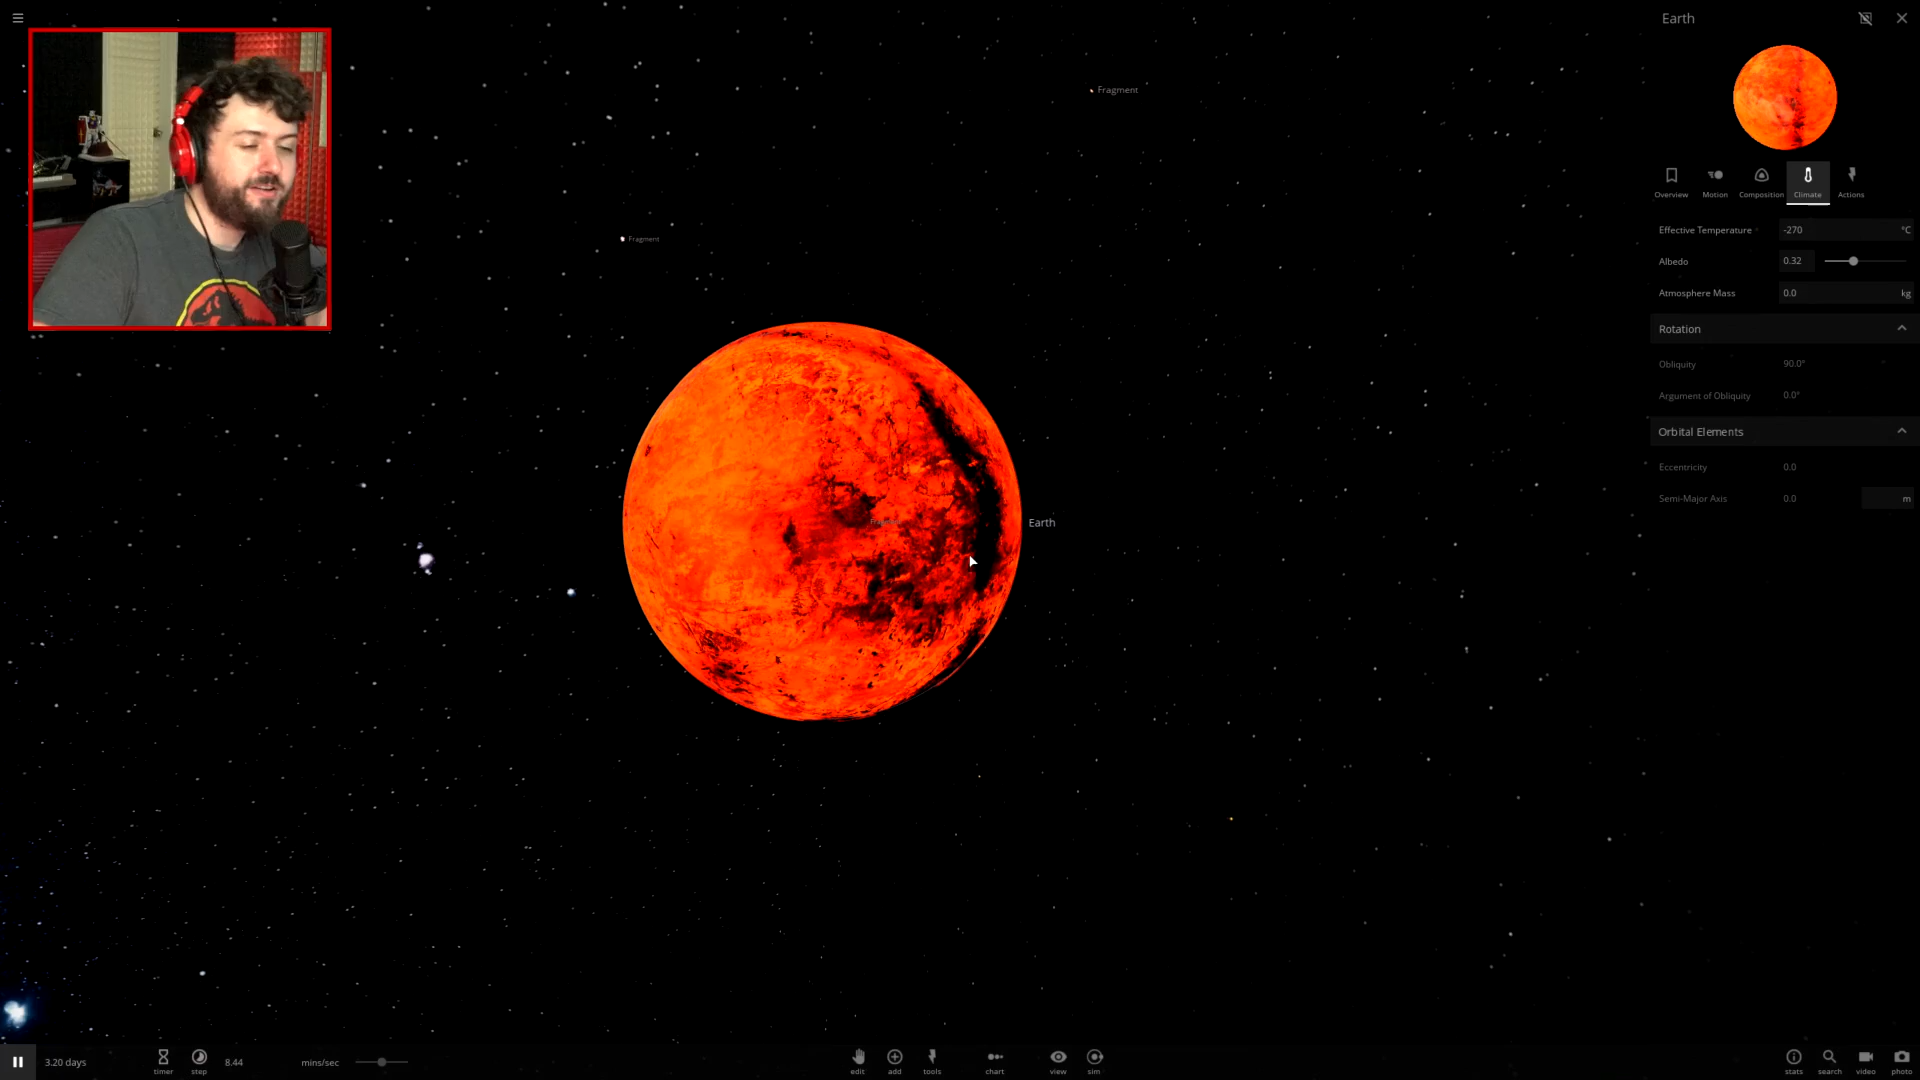 Earth
Fragment
Fragment
Fragment
Earth
Overview
Motion
Composition
Climate
Actions
Effective Temperature
-270
°C
Albedo
0.32
Atmosphere Mass
0.0
kg
Rotation
Obliquity
90.0°
Argument of Obliquity
0.0°
Orbital Elements
Eccentricity
0.0
Semi-Major Axis
0.0
m
3.20 days
timer
step
8.44
mins/sec
edit
add
tools
chart
view
sim
stats
search
video
photo